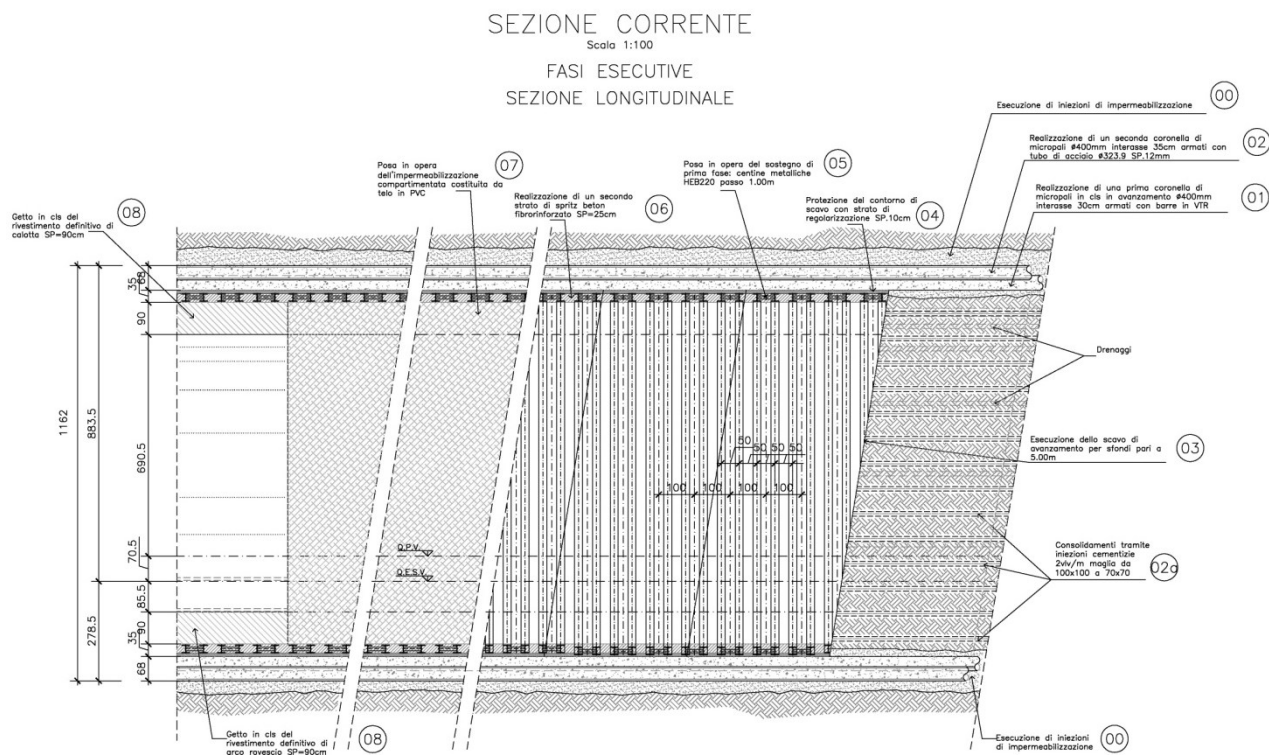 SEZIONE CORRENTE
Scala 1:100
FASI ESECUTIVE
SEZIONE LONGITUDINALE
Esecuzione di iniezioni di impermeabilizzazione
00
Realizzazione di un seconda coronella di
micropali ø400mm interasse 35cm armati con
tubo di acciaio ø323.9 SP.12mm
02
Realizzazione di una prima coronella di
micropali in cls in avanzamento ø400mm
interasse 30cm armati con barre in VTR
01
Posa in opera del sostegno di
prima fase: centine metalliche
HEB220 passo 1.00m
05
Protezione del contorno di
scavo con strato di
regolarizzazione SP.10cm
04
Posa in opera
dell'impermeabilizzazione
compartimentata costituita da
telo in PVC
07
Realizzazione di un secondo
strato di spritz beton
fibrorinforzato SP=25cm
06
Getto in cls del
rivestimento definitivo di
calotta SP=90cm
08
Drenaggi
Esecuzione dello scavo di
avanzamento per sfondi pari a
5.00m
03
Consolidamenti tramite
iniezioni cementizie
2vlv/m maglia da
100x100 a 70x70
02a
1162
883.5
278.5
68
35
90
690.5
70.5
85.5
90
35
68
50 50 50 50
100 100 100 100
Q.P.V.
Q.E.S.V.
Getto in cls del
rivestimento definitivo di
arco rovescio SP=90cm
08
Esecuzione di iniezioni
di impermeabilizzazione
00